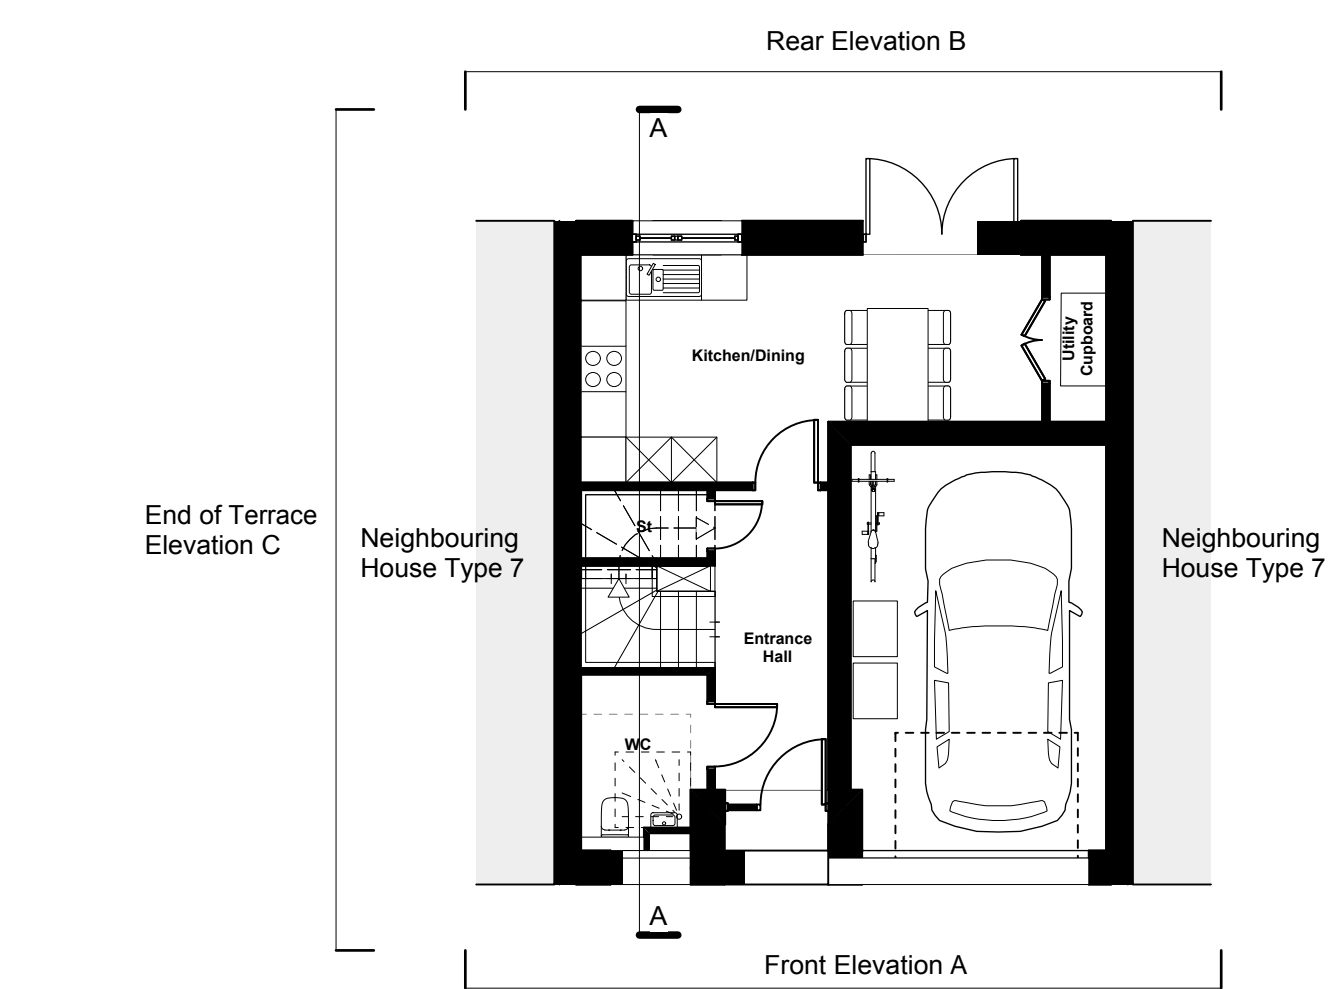 Rear Elevation B
A
Utility
Cupboard
Kitchen/Dining
End of Terrace
Elevation C
Neighbouring
House Type 7
St
Neighbouring
House Type 7
Entrance
Hall
WC
A
Front Elevation A